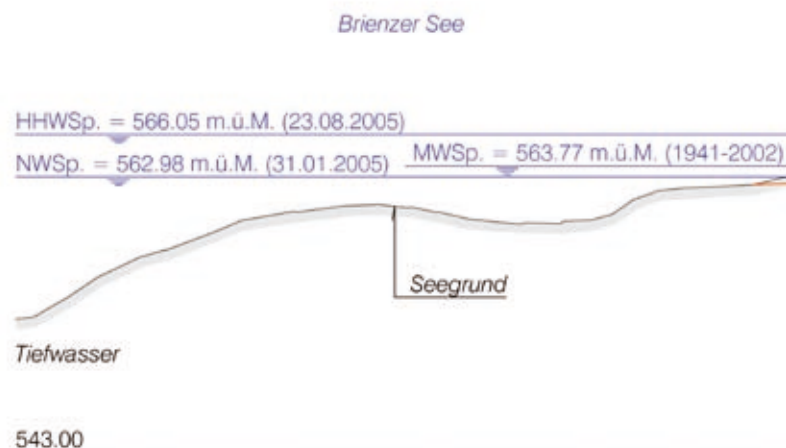 Brienzer See
HHWSp. = 566.05 m.ü.M. (23.08.2005)
NWSp. = 562.98 m.ü.M. (31.01.2005)
MWSp. = 563.77 m.ü.M. (1941-2002)
Seegrund
Tiefwasser
543.00